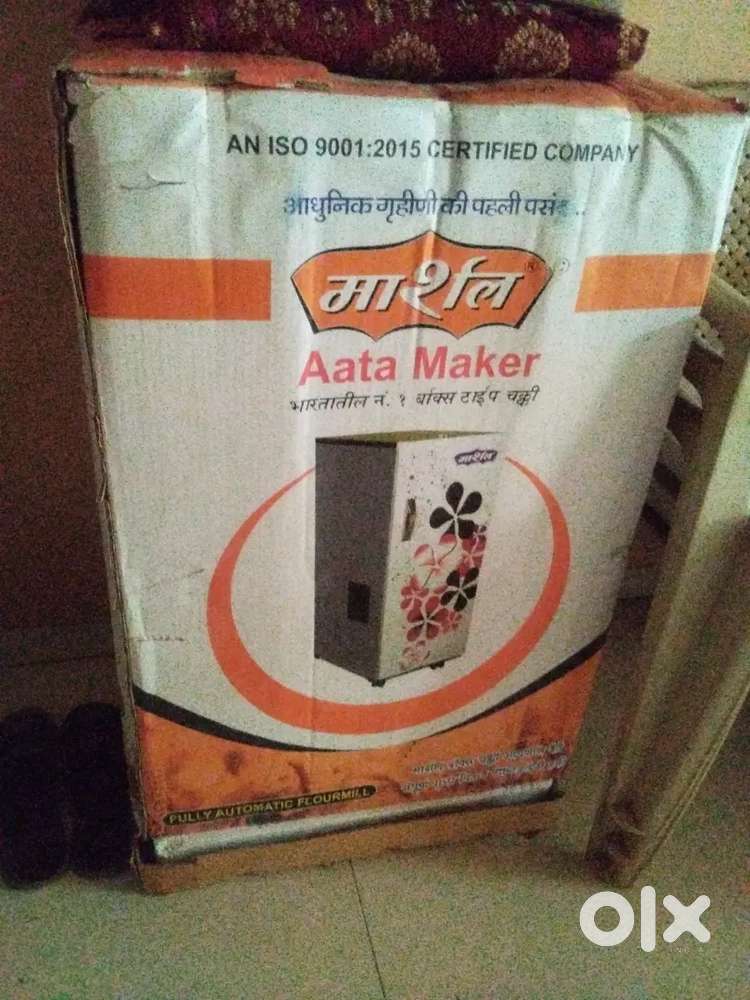 AN ISO 9001:2015 CERTIFIED COMPANY
आधुनिक गृहीणी की पहली पसंद...
मार्शल
Aata Maker
भारतातील नं. १ बॉक्स टाईप चक्की
मार्शल
FULLY AUTOMATIC FLOURMILL
olx